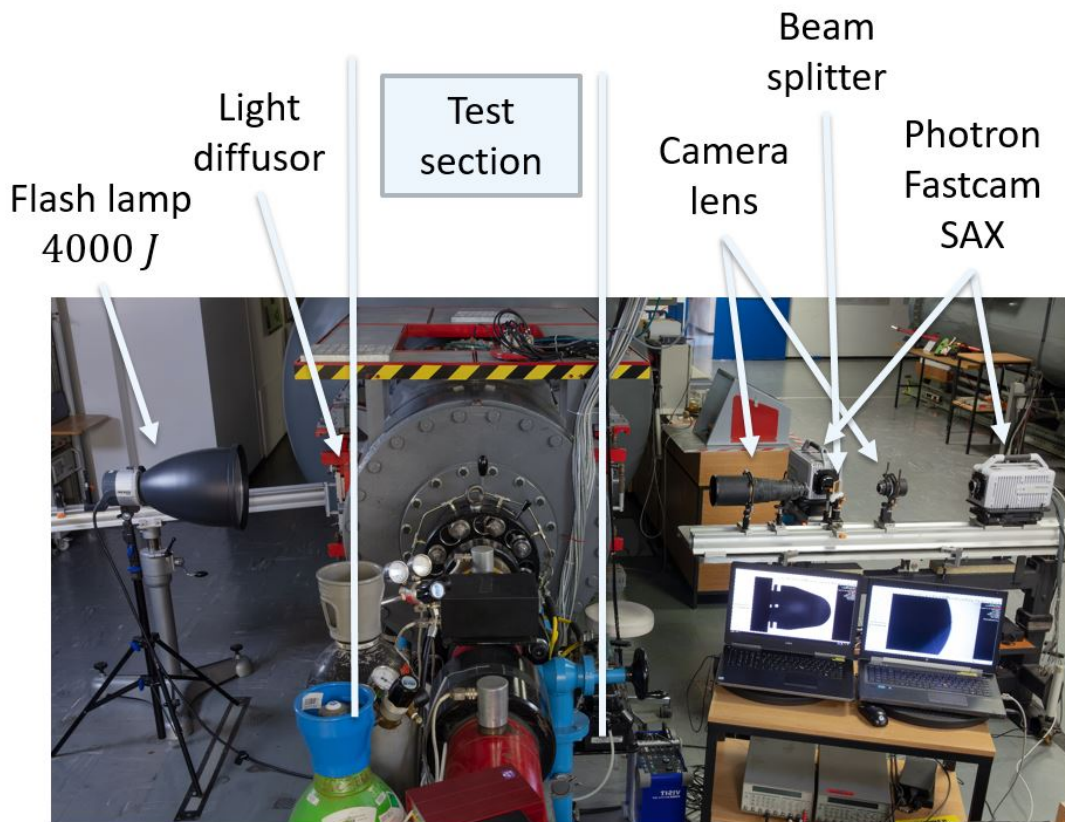 Beam
splitter
Test
section
Light
diffusor
Camera
lens
Photron
Fastcam
SAX
Flash lamp
4000 J